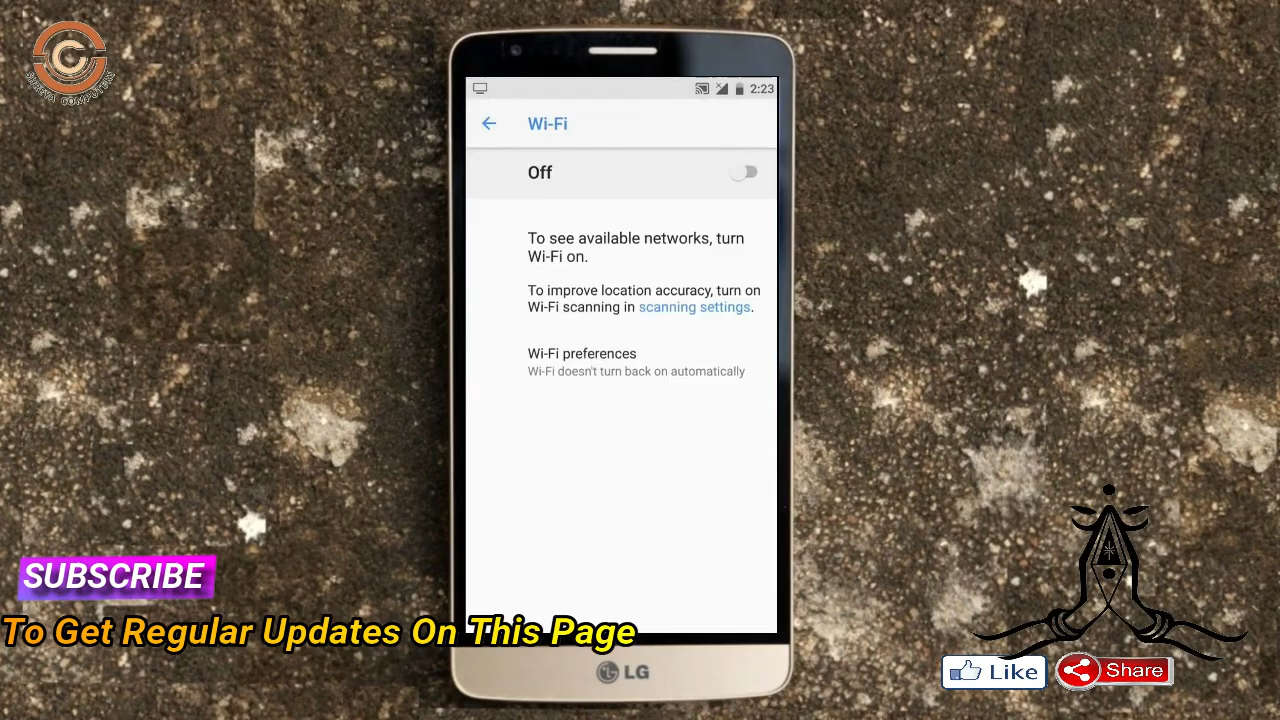 SHREYA COMPUTERS
2:23
Wi-Fi
Off
To see available networks, turn
Wi-Fi on.
To improve location accuracy, turn on
Wi-Fi scanning in scanning settings.
Wi-Fi preferences
Wi-Fi doesn't turn back on automatically
SUBSCRIBE
To Get Regular Updates On This Page
LG
Like
Share